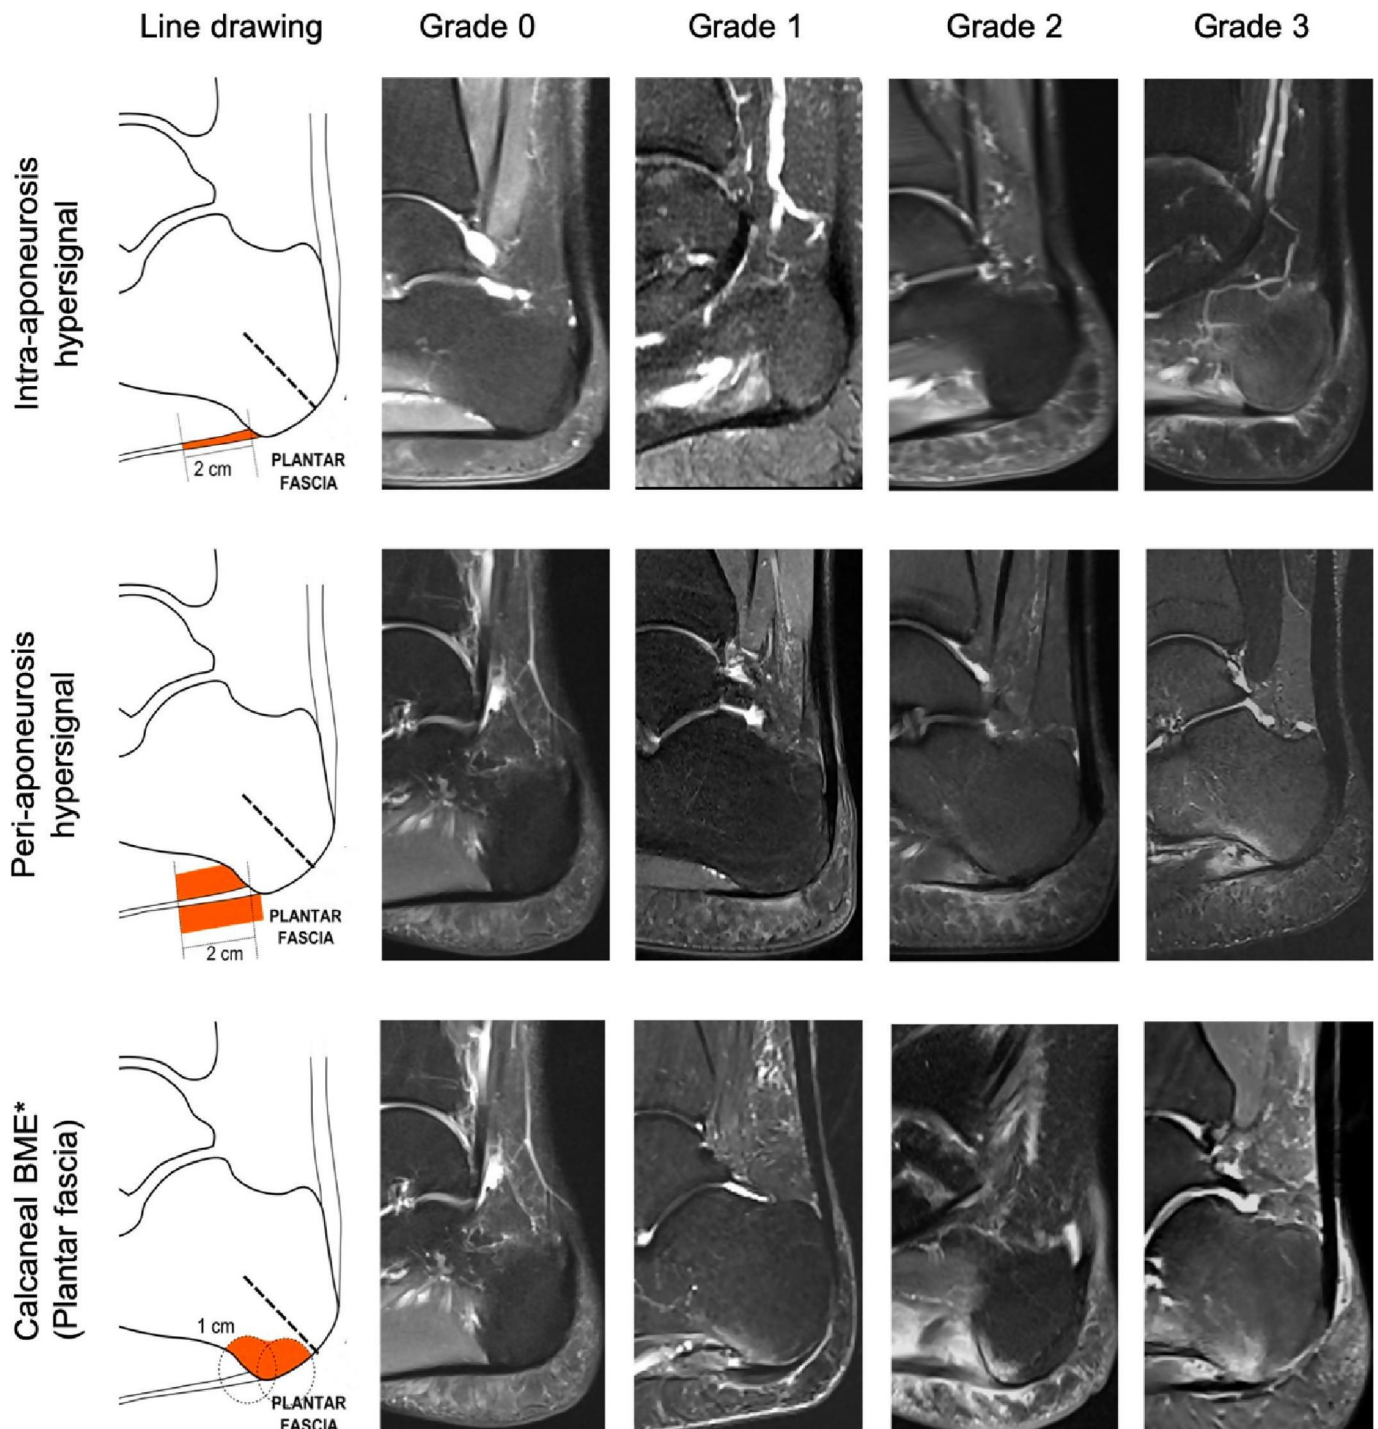 Line drawing
Grade 0
Grade 1
Grade 2
Grade 3
Intra-aponeurosis
hypersignal
2 cm
PLANTAR
FASCIA
Peri-aponeurosis
hypersignal
PLANTAR
FASCIA
2 cm
Calcaneal BME*
(Plantar fascia)
1 cm
PLANTAR
FASCIA